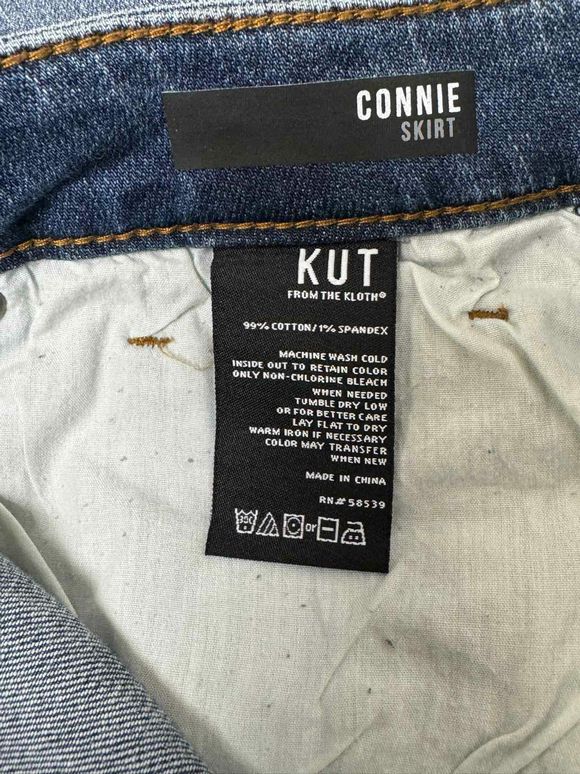 CONNIE
SKIRT
KUT
FROM THE KLOTH®
99% COTTON/1% SPANDEX
MACHINE WASH COLD
INSIDE OUT TO RETAIN COLOR
ONLY NON-CHLORINE BLEACH
WHEN NEEDED
TUMBLE DRY LOW
OR FOR BETTER CARE
LAY FLAT TO DRY
WARM IRON IF NECESSARY
COLOR MAY TRANSFER
WHEN NEW
MADE IN CHINA
RN# 58539
or